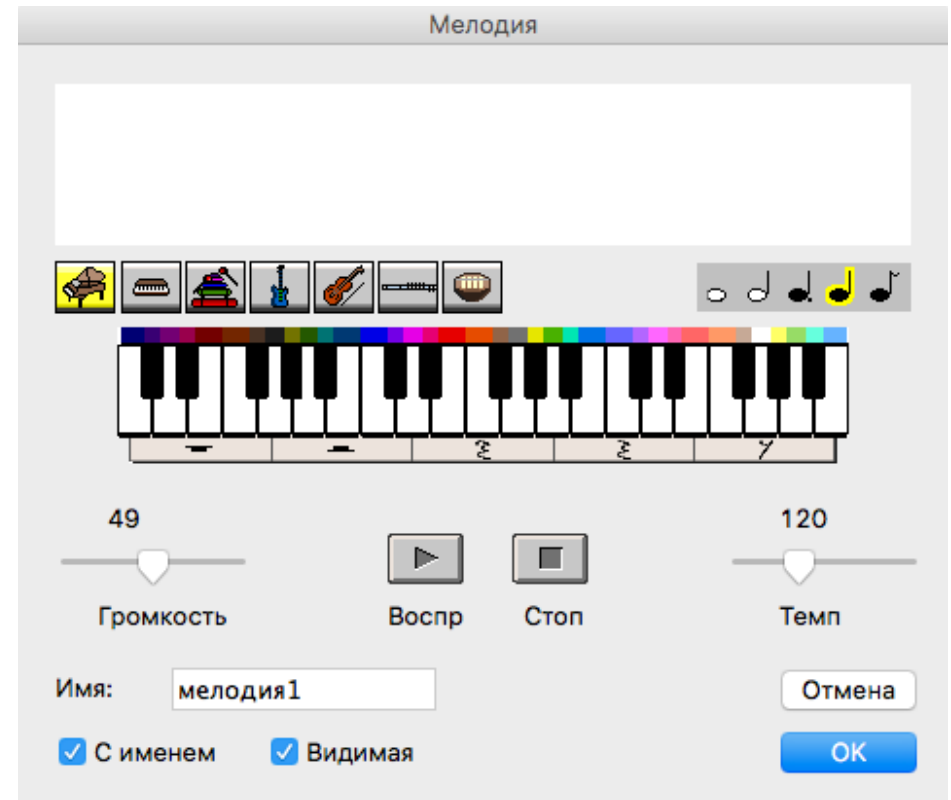 Мелодия
49
120
Громкость
Воспр
Стоп
Темп
Имя:
мелодия1
Отмена
С именем
Видимая
OK